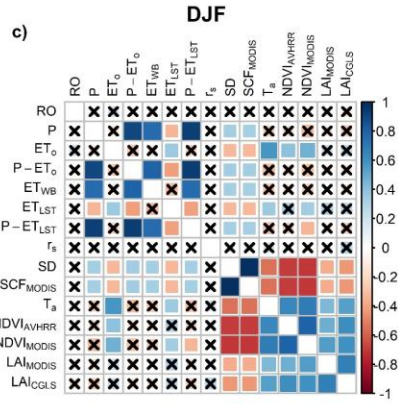 DJF
c)
RO
P
ETo
P − ETo
ETWB
ETLST
P − ETLST
rs
SD
SCFMODIS
Ta
NDVIAVHRR
NDVIMODIS
LAIMODIS
LAICGLS
RO
P
ETo
P − ETo
ETWB
ETLST
P − ETLST
rs
SD
SCFMODIS
Ta
NDVIAVHRR
NDVIMODIS
LAIMODIS
LAICGLS
1
0.8
0.6
0.4
0.2
0
-0.2
-0.4
-0.6
-0.8
-1